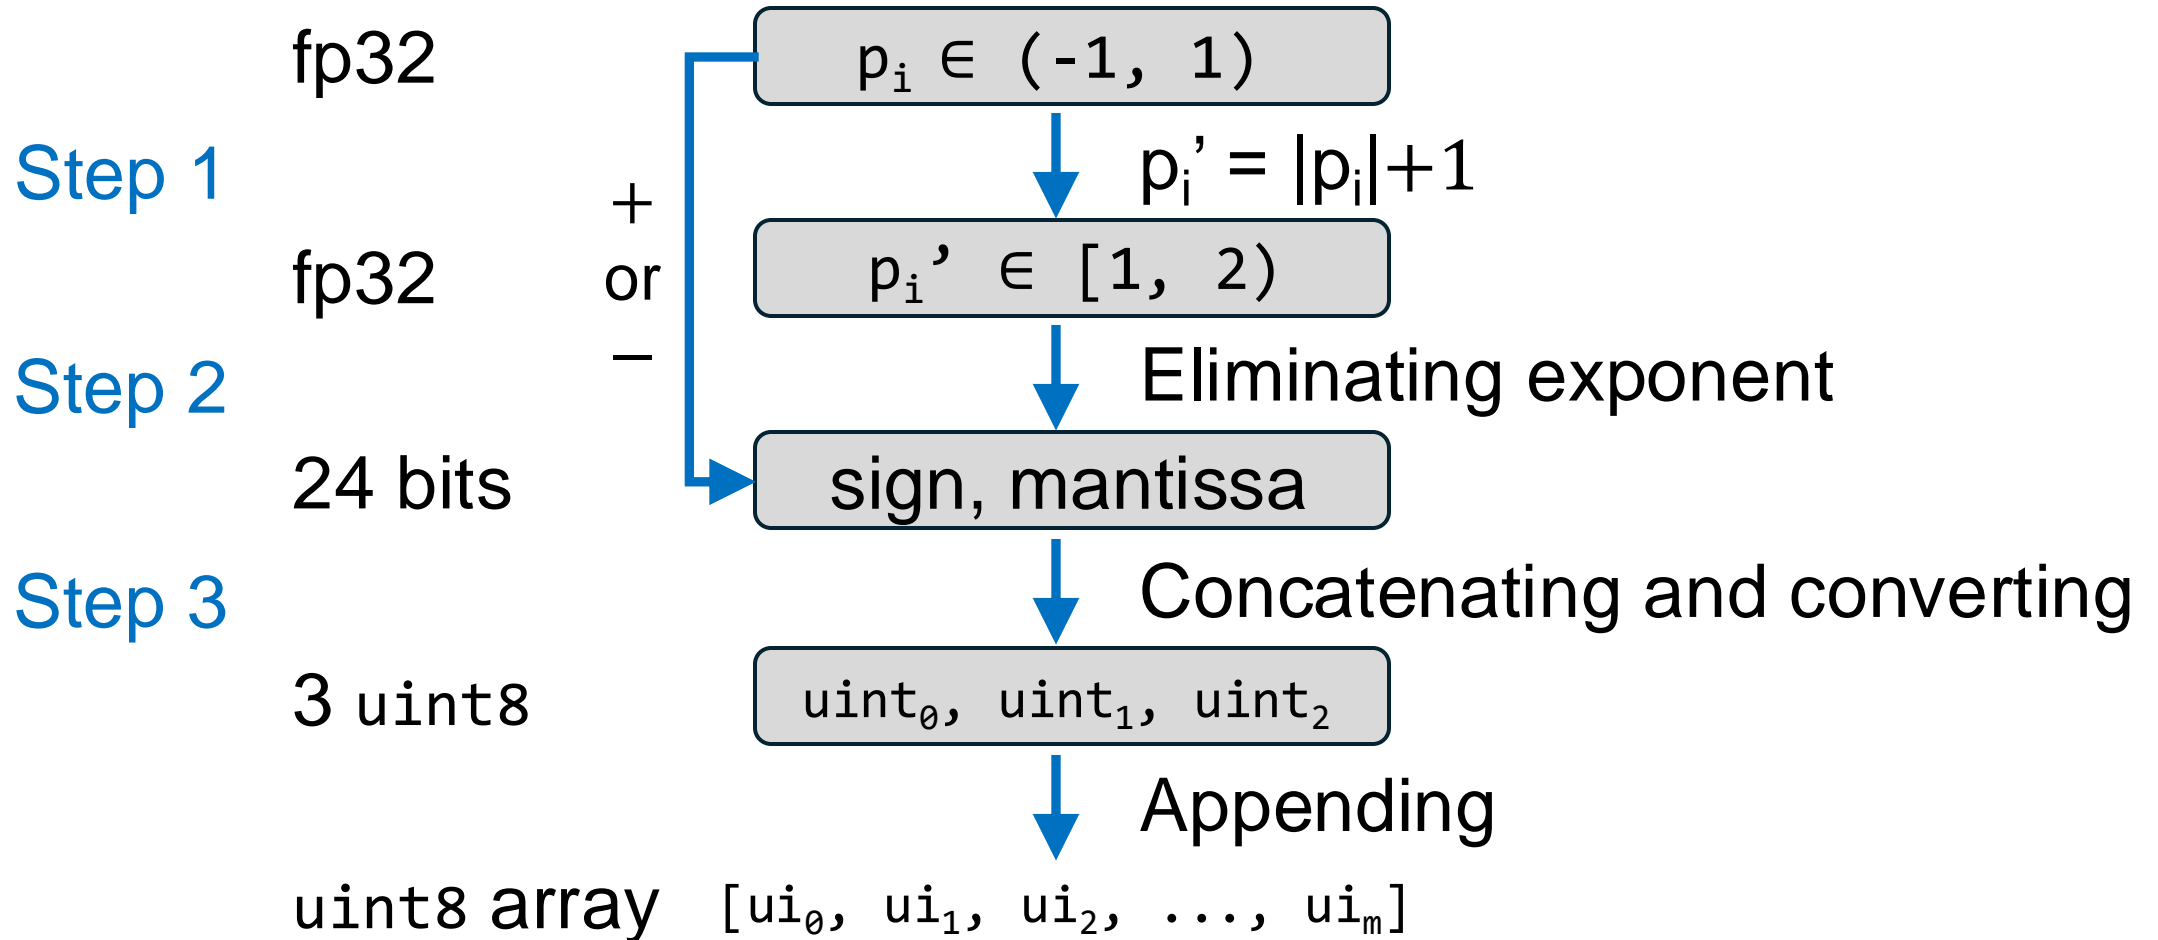 fp32
pᵢ ∈ (-1, 1)
Step 1
pᵢ’ = |pᵢ|+1
+
or
−
fp32
pᵢ’ ∈ [1, 2)
Step 2
Eliminating exponent
24 bits
sign, mantissa
Step 3
Concatenating and converting
3 uint8
uint₀, uint₁, uint₂
Appending
uint8 array
[ui₀, ui₁, ui₂, ..., uiₘ]